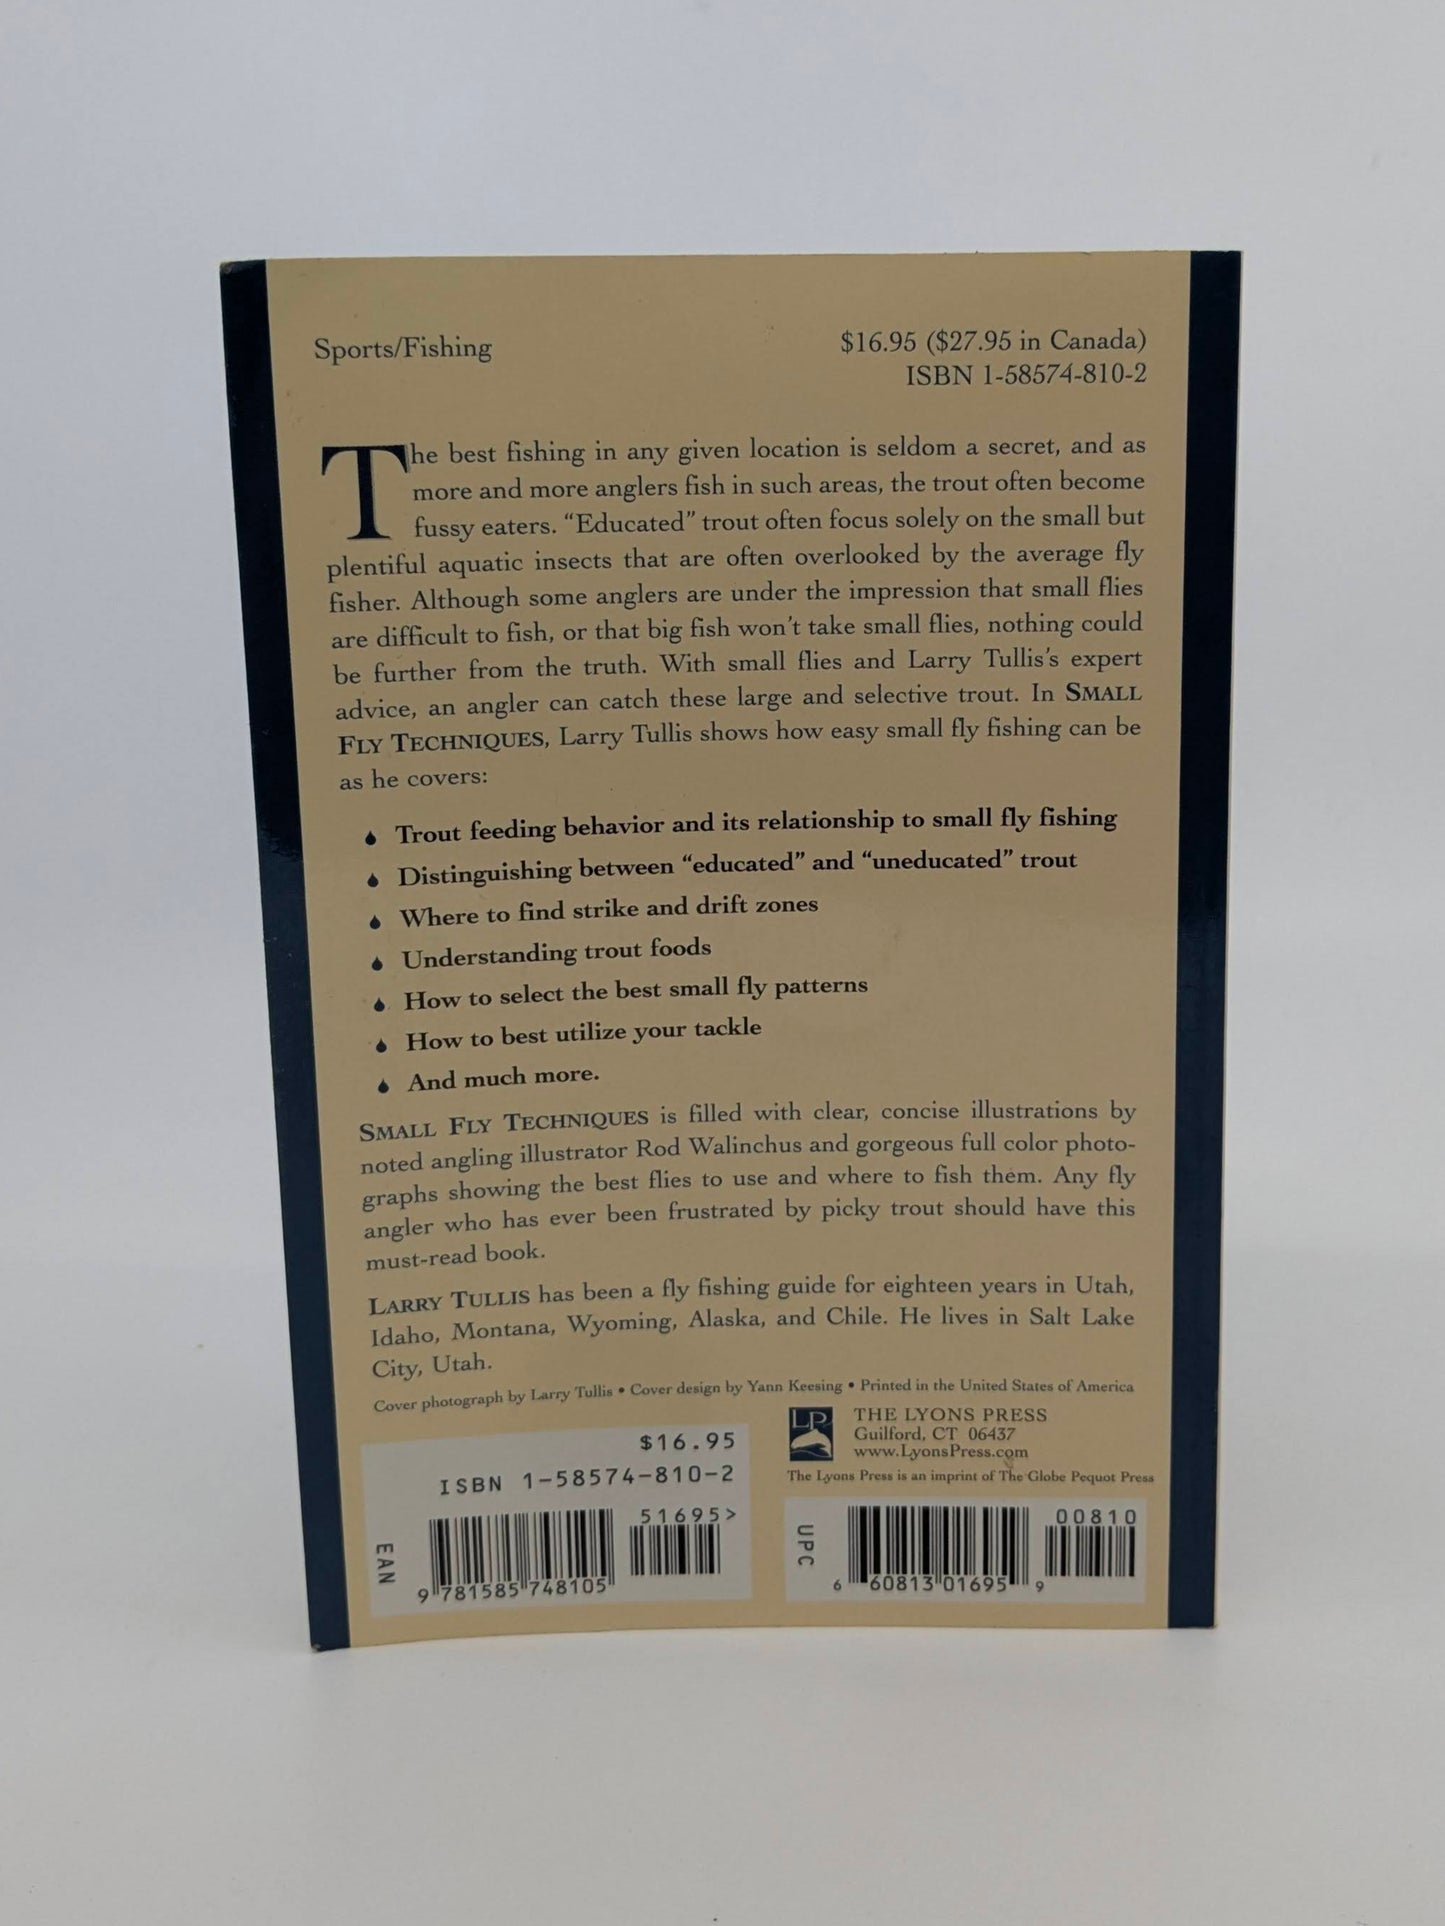 Sports/Fishing
$16.95 ($27.95 in Canada)
ISBN 1-58574-810-2
The best fishing in any given location is seldom a secret, and as
more and more anglers fish in such areas, the trout often become
fussy eaters. “Educated” trout often focus solely on the small but
plentiful aquatic insects that are often overlooked by the average fly
fisher. Although some anglers are under the impression that small flies
are difficult to fish, or that big fish won't take small flies, nothing could
be further from the truth. With small flies and Larry Tullis's expert
advice, an angler can catch these large and selective trout. In SMALL
FLY TECHNIQUES, Larry Tullis shows how easy small fly fishing can be
as he covers:
Trout feeding behavior and its relationship to small fly fishing
Distinguishing between “educated” and “uneducated” trout
Where to find strike and drift zones
Understanding trout foods
How to select the best small fly patterns
How to best utilize your tackle
And much more.
SMALL FLY TECHNIQUES is filled with clear, concise illustrations by
noted angling illustrator Rod Walinchus and gorgeous full color photo-
graphs showing the best flies to use and where to fish them. Any fly
angler who has ever been frustrated by picky trout should have this
must-read book.
LARRY TULLIS has been a fly fishing guide for eighteen years in Utah,
Idaho, Montana, Wyoming, Alaska, and Chile. He lives in Salt Lake
City, Utah.
Cover photograph by Larry Tullis • Cover design by Yann Keesing • Printed in the United States of America
LP
THE LYONS PRESS
Guilford, CT 06437
www.LyonsPress.com
The Lyons Press is an imprint of The Globe Pequot Press
$16.95
ISBN 1-58574-810-2
51695>
EAN
9 781585 748105
UPC
00810
6 60813 01695 9